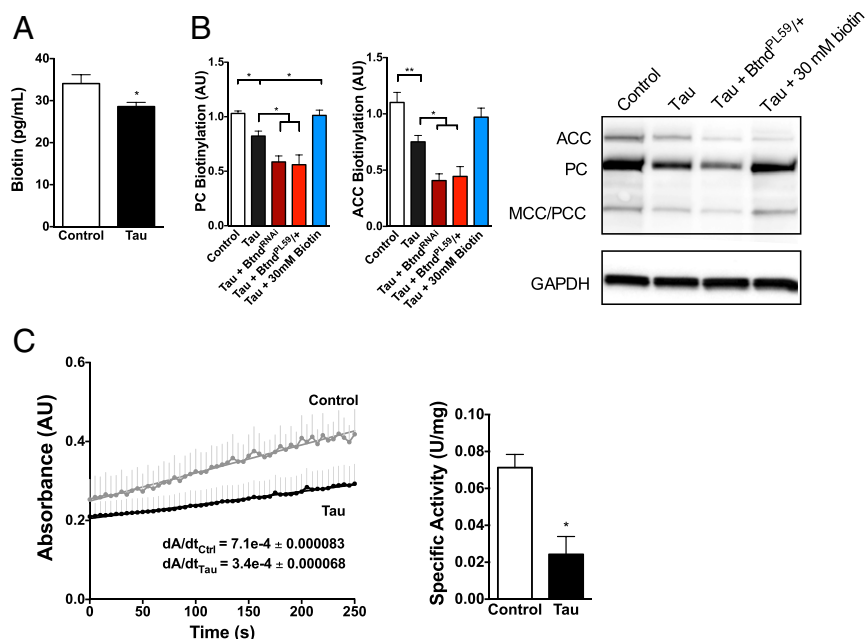 A
Biotin (pg/mL)
40
30
20
10
0
Control Tau
*
B
PC Biotinylation (AU)
1.5
1.0
0.5
0.0
* *
*
Control
Tau
Tau + Btnd^RNAi
Tau + Btnd^PL59/+
Tau + 30mM Biotin
ACC Biotinylation (AU)
1.5
1.0
0.5
0.0
**
*
Control
Tau
Tau + Btnd^RNAi
Tau + Btnd^PL59/+
Tau + 30mM Biotin
Control
Tau
Tau + Btnd^PL59/+
Tau + 30 mM biotin
ACC
PC
MCC/PCC
GAPDH
C
Absorbance (AU)
0.6
0.4
0.2
0.0
0 50 100 150 200 250
Time (s)
Control
Tau
dA/dt_Ctrl = 7.1e-4 ± 0.000083
dA/dt_Tau = 3.4e-4 ± 0.000068
Specific Activity (U/mg)
0.10
0.08
0.06
0.04
0.02
0.00
*
Control Tau